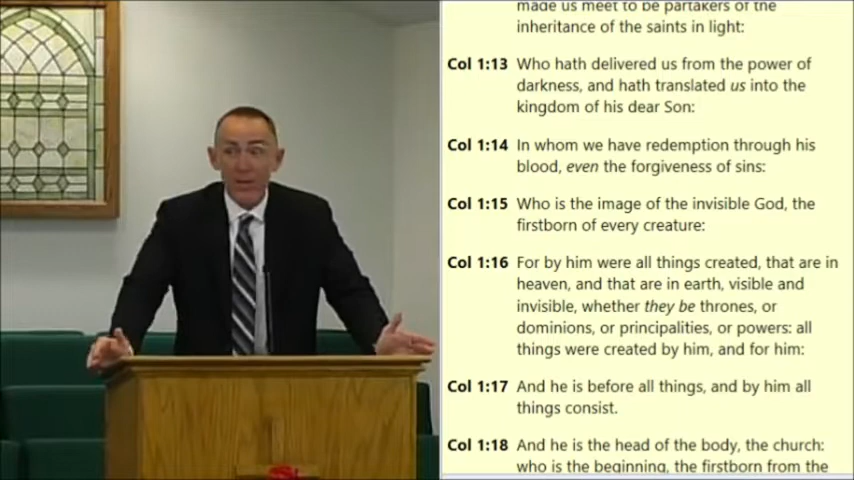 made us meet to be partakers of the
inheritance of the saints in light:
Col 1:13 Who hath delivered us from the power of
darkness, and hath translated us into the
kingdom of his dear Son:
Col 1:14 In whom we have redemption through his
blood, even the forgiveness of sins:
Col 1:15 Who is the image of the invisible God, the
firstborn of every creature:
Col 1:16 For by him were all things created, that are in
heaven, and that are in earth, visible and
invisible, whether they be thrones, or
dominions, or principalities, or powers: all
things were created by him, and for him:
Col 1:17 And he is before all things, and by him all
things consist.
Col 1:18 And he is the head of the body, the church:
who is the beginning, the firstborn from the